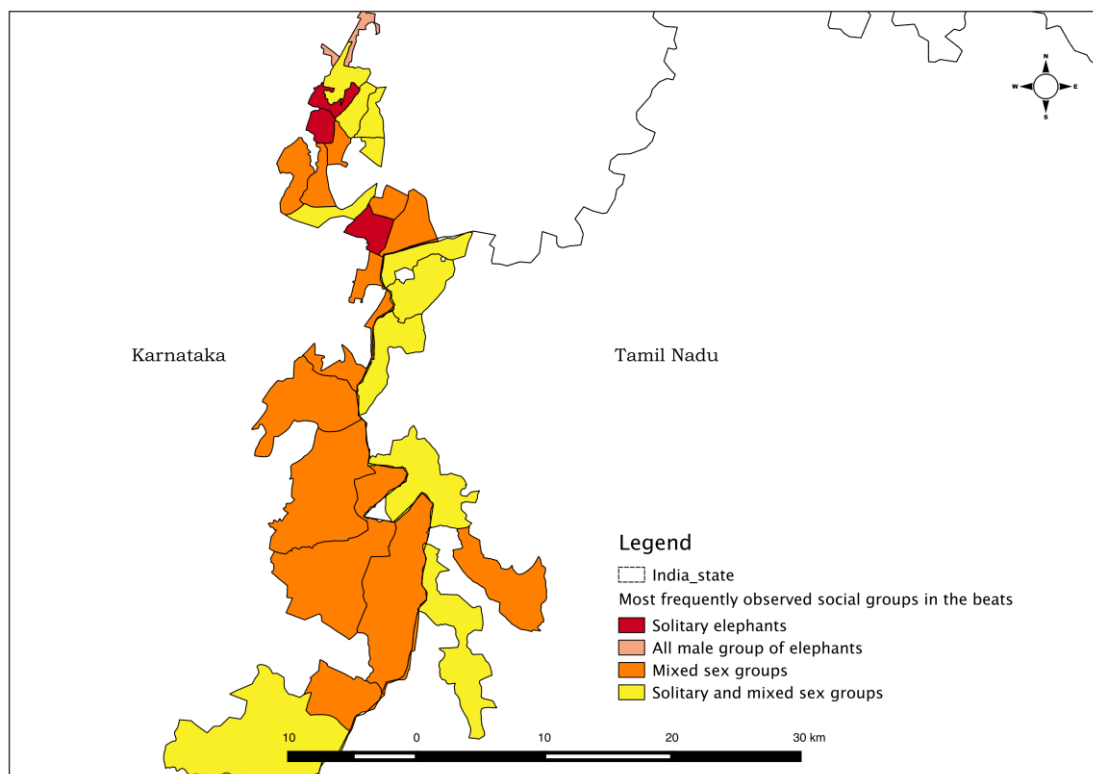 N
W E
S
Karnataka
Tamil Nadu
Legend
India_state
Most frequently observed social groups in the beats
Solitary elephants
All male group of elephants
Mixed sex groups
Solitary and mixed sex groups
10 0 10 20 30 km